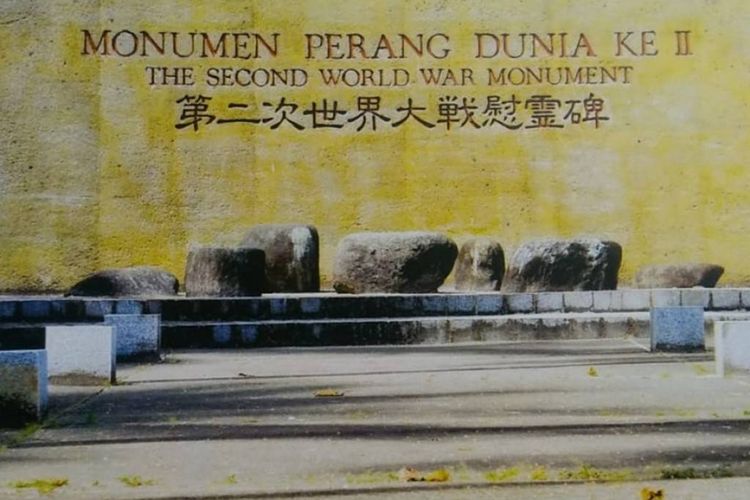 MONUMEN PERANG DUNIA KE II
THE SECOND WORLD WAR MONUMENT
第二次世界大戦慰霊碑